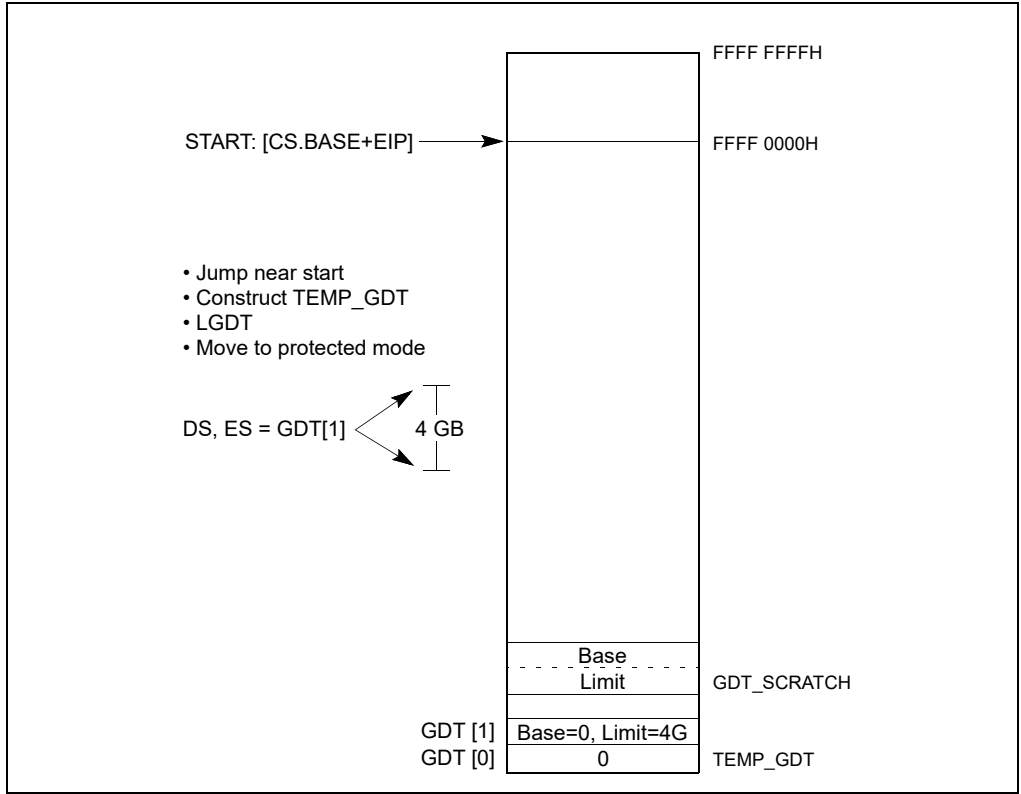 FFFF FFFFH
START: [CS.BASE+EIP]
FFFF 0000H
• Jump near start
• Construct TEMP_GDT
• LGDT
• Move to protected mode
DS, ES = GDT[1]
4 GB
Base
Limit
GDT_SCRATCH
GDT [1]
Base=0, Limit=4G
GDT [0]
0
TEMP_GDT